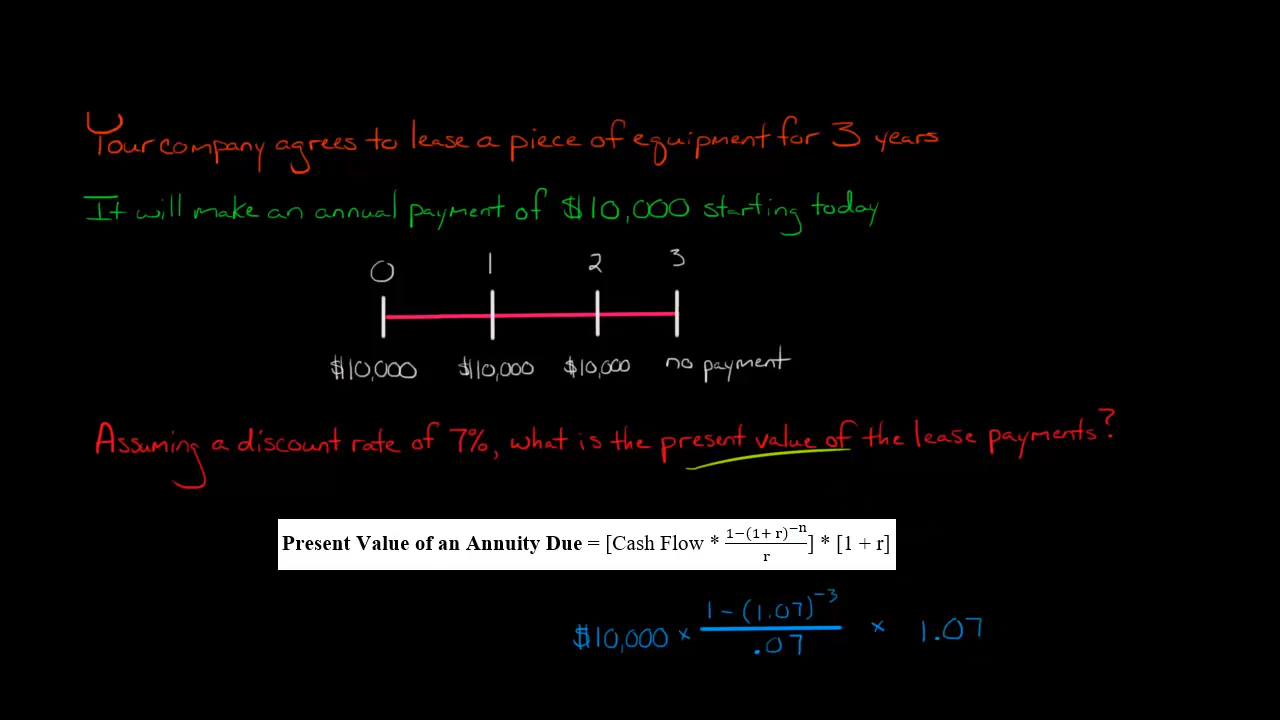 Your company agrees to lease a piece of equipment for 3 years
It will make an annual payment of $10,000 starting today
0 1 2 3
$10,000 $10,000 $10,000 no payment
Assuming a discount rate of 7%, what is the present value of the lease payments?
Present Value of an Annuity Due = [Cash Flow * (1−(1+ r)^−n)/r] * [1 + r]
$10,000 × (1 − (1.07)^−3)/.07 × 1.07